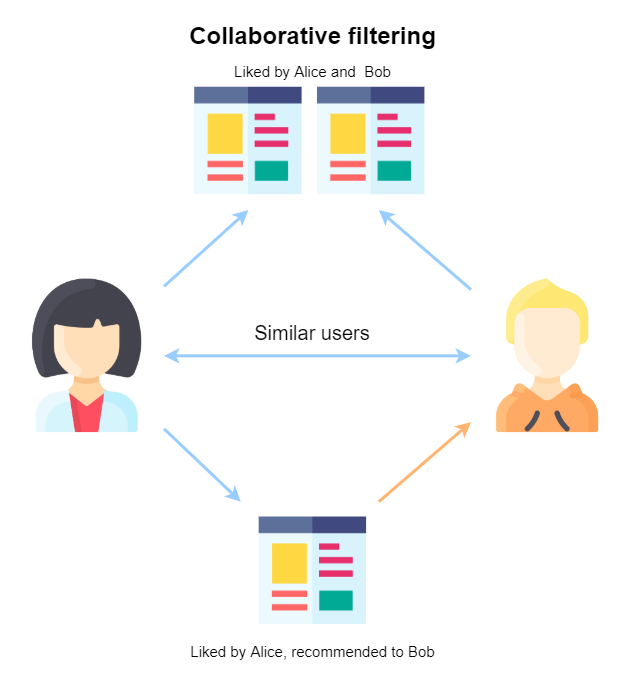 Collaborative filtering
Liked by Alice and  Bob
Similar users
Liked by Alice, recommended to Bob